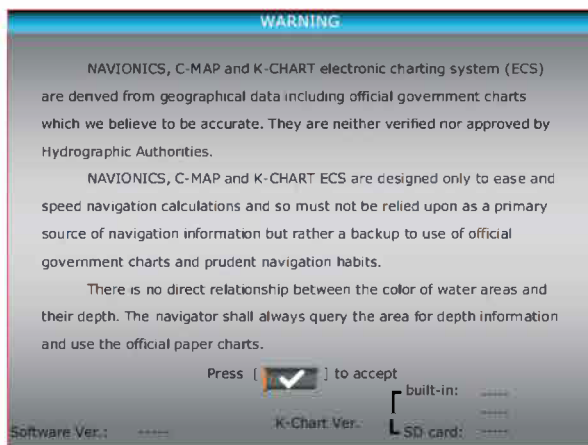 WARNING
NAVIONICS, C-MAP and K-CHART electronic charting system (ECS)
are derived from geographical data including official government charts
which we believe to be accurate. They are neither verified nor approved by
Hydrographic Authorities.
NAVIONICS, C-MAP and K-CHART ECS are designed only to ease and
speed navigation calculations and so must not be relied upon as a primary
source of navigation information but rather a backup to use of official
government charts and prudent navigation habits.
There is no direct relationship between the color of water areas and
their depth. The navigator shall always query the area for depth information
and use the official paper charts.
Press [ ✓ ] to accept
built-in: -----
-----
Software Ver.: ----- K-Chart Ver. SD card: -----